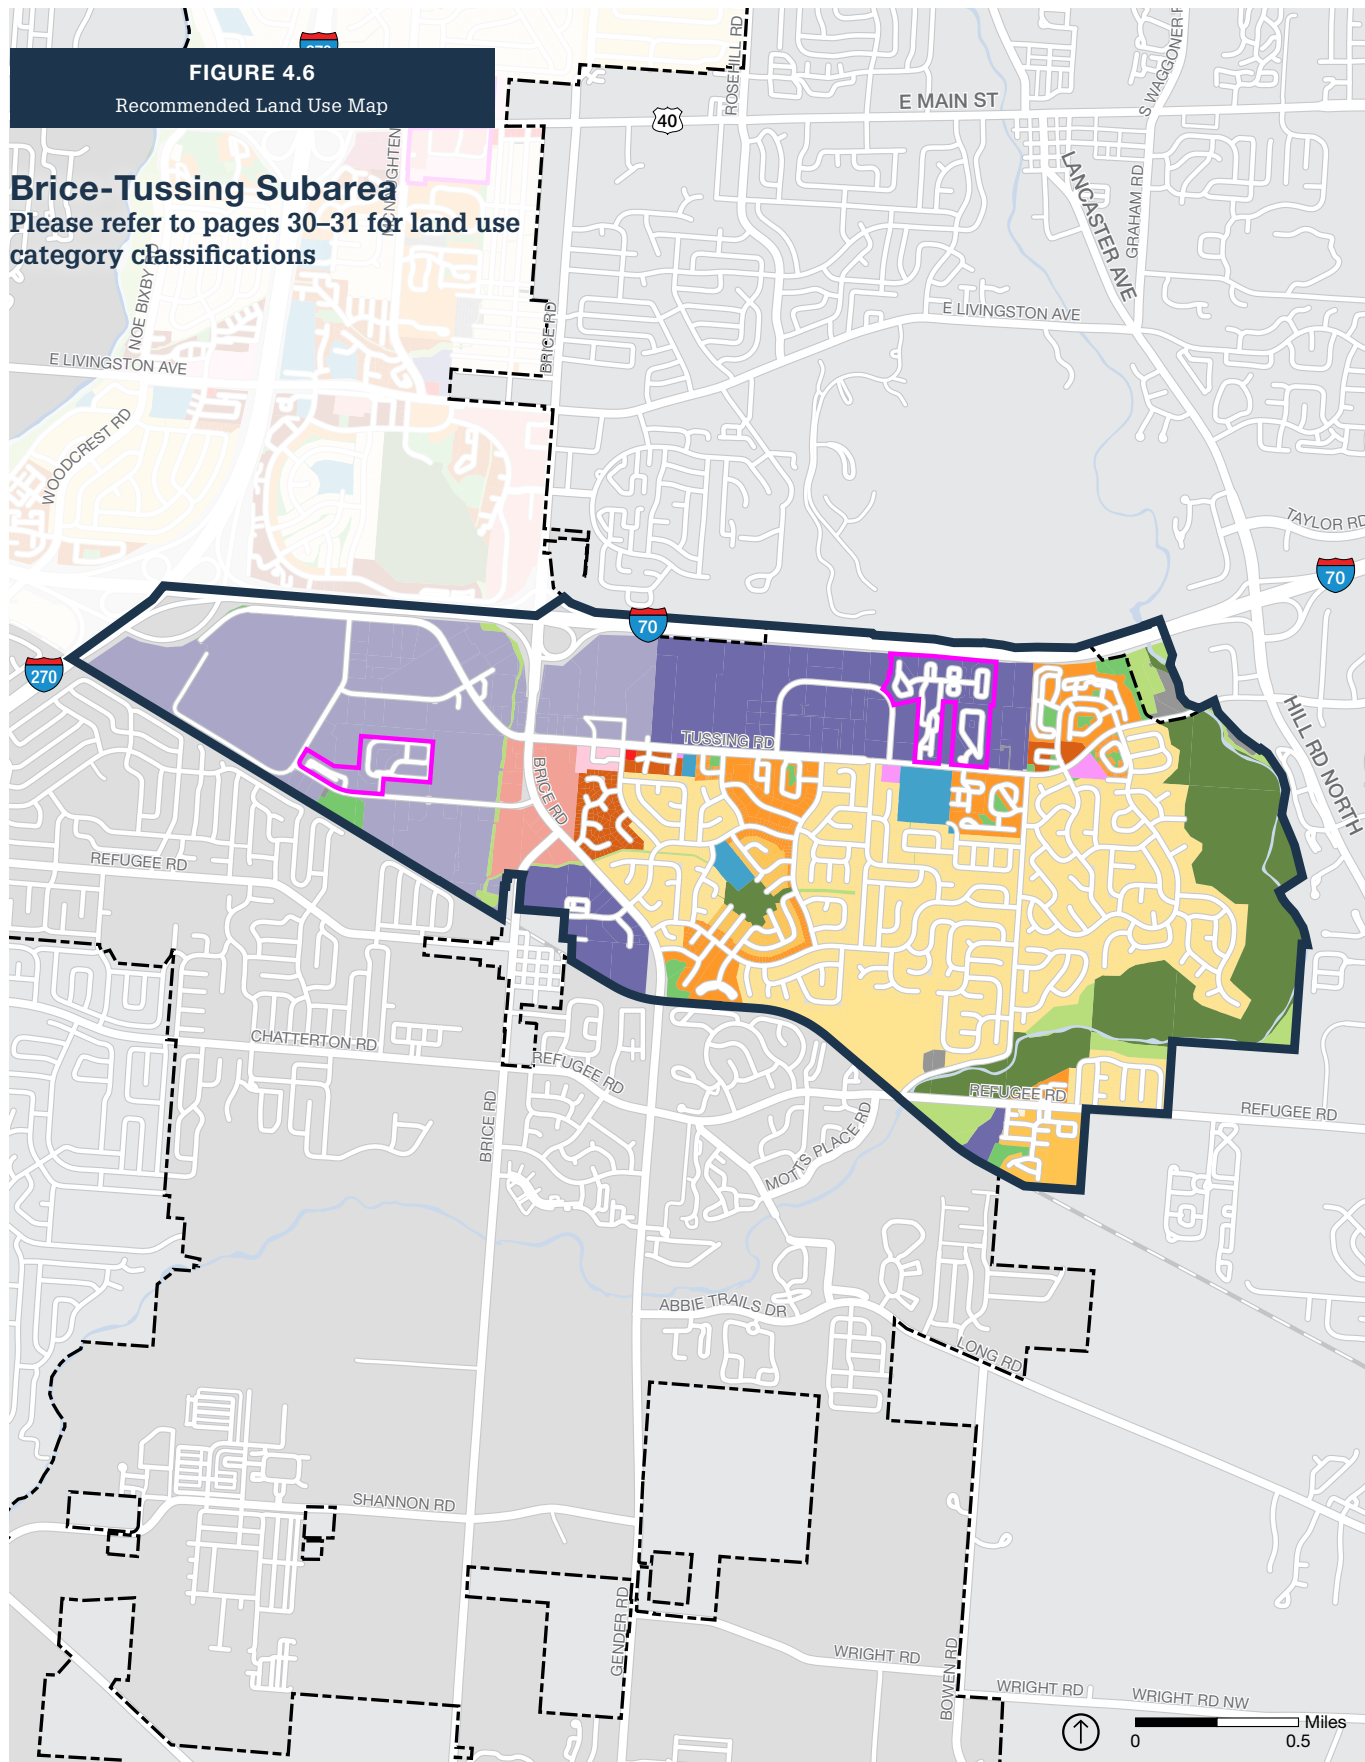 FIGURE 4.6
Recommended Land Use Map
Brice-Tussing Subarea
Please refer to pages 30–31 for land use
category classifications
ROSEHILL RD
E MAIN ST
S WAGGONER R
40
LANCASTER AVE
GRAHAM RD
NOE BIXBY RD
E LIVINGSTON AVE
E LIVINGSTON AVE
BRICE RD
WOODCREST RD
TAYLOR RD
70
70
270
HILL RD NORTH
TUSSING RD
BRICE RD
REFUGEE RD
CHATTERTON RD
REFUGEE RD
REFUGEE RD
REFUGEE RD
BRICE RD
MOTTS PLACE RD
ABBIE TRAILS DR
LONG RD
SHANNON RD
GENDER RD
WRIGHT RD
BOWEN RD
WRIGHT RD
WRIGHT RD NW
Miles
0
0.5